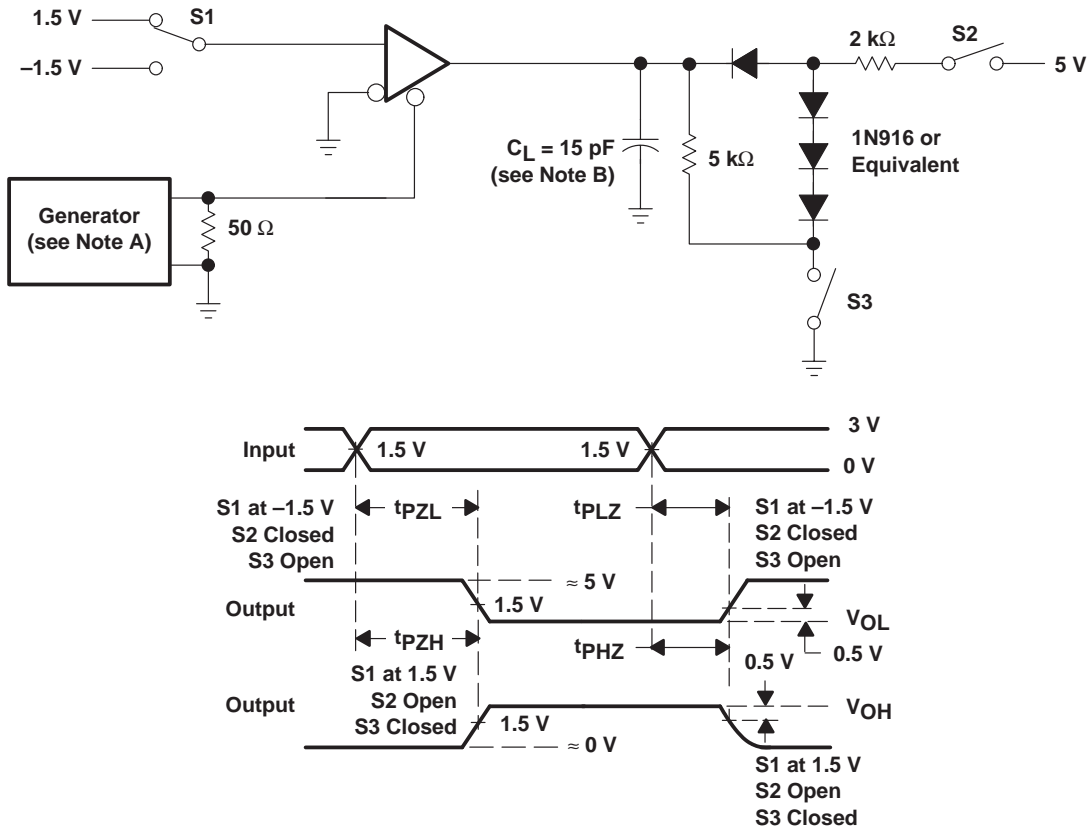 1.5 V
S1
–1.5 V
2 kΩ
S2
5 V
CL = 15 pF
(see Note B)
5 kΩ
1N916 or
Equivalent
Generator
(see Note A)
50 Ω
S3
Input
1.5 V
1.5 V
3 V
0 V
S1 at –1.5 V
S2 Closed
S3 Open
tPZL
tPLZ
S1 at –1.5 V
S2 Closed
S3 Open
≈ 5 V
Output
1.5 V
VOL
0.5 V
tPZH
tPHZ
0.5 V
S1 at 1.5 V
S2 Open
S3 Closed
Output
1.5 V
VOH
≈ 0 V
S1 at 1.5 V
S2 Open
S3 Closed